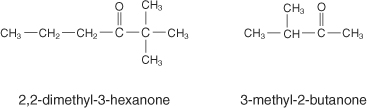 O CH₃ CH₃ O
CH₃—CH₂—CH₂—C—C—CH₃ CH₃—CH—C—CH₃
CH₃
2,2-dimethyl-3-hexanone 3-methyl-2-butanone